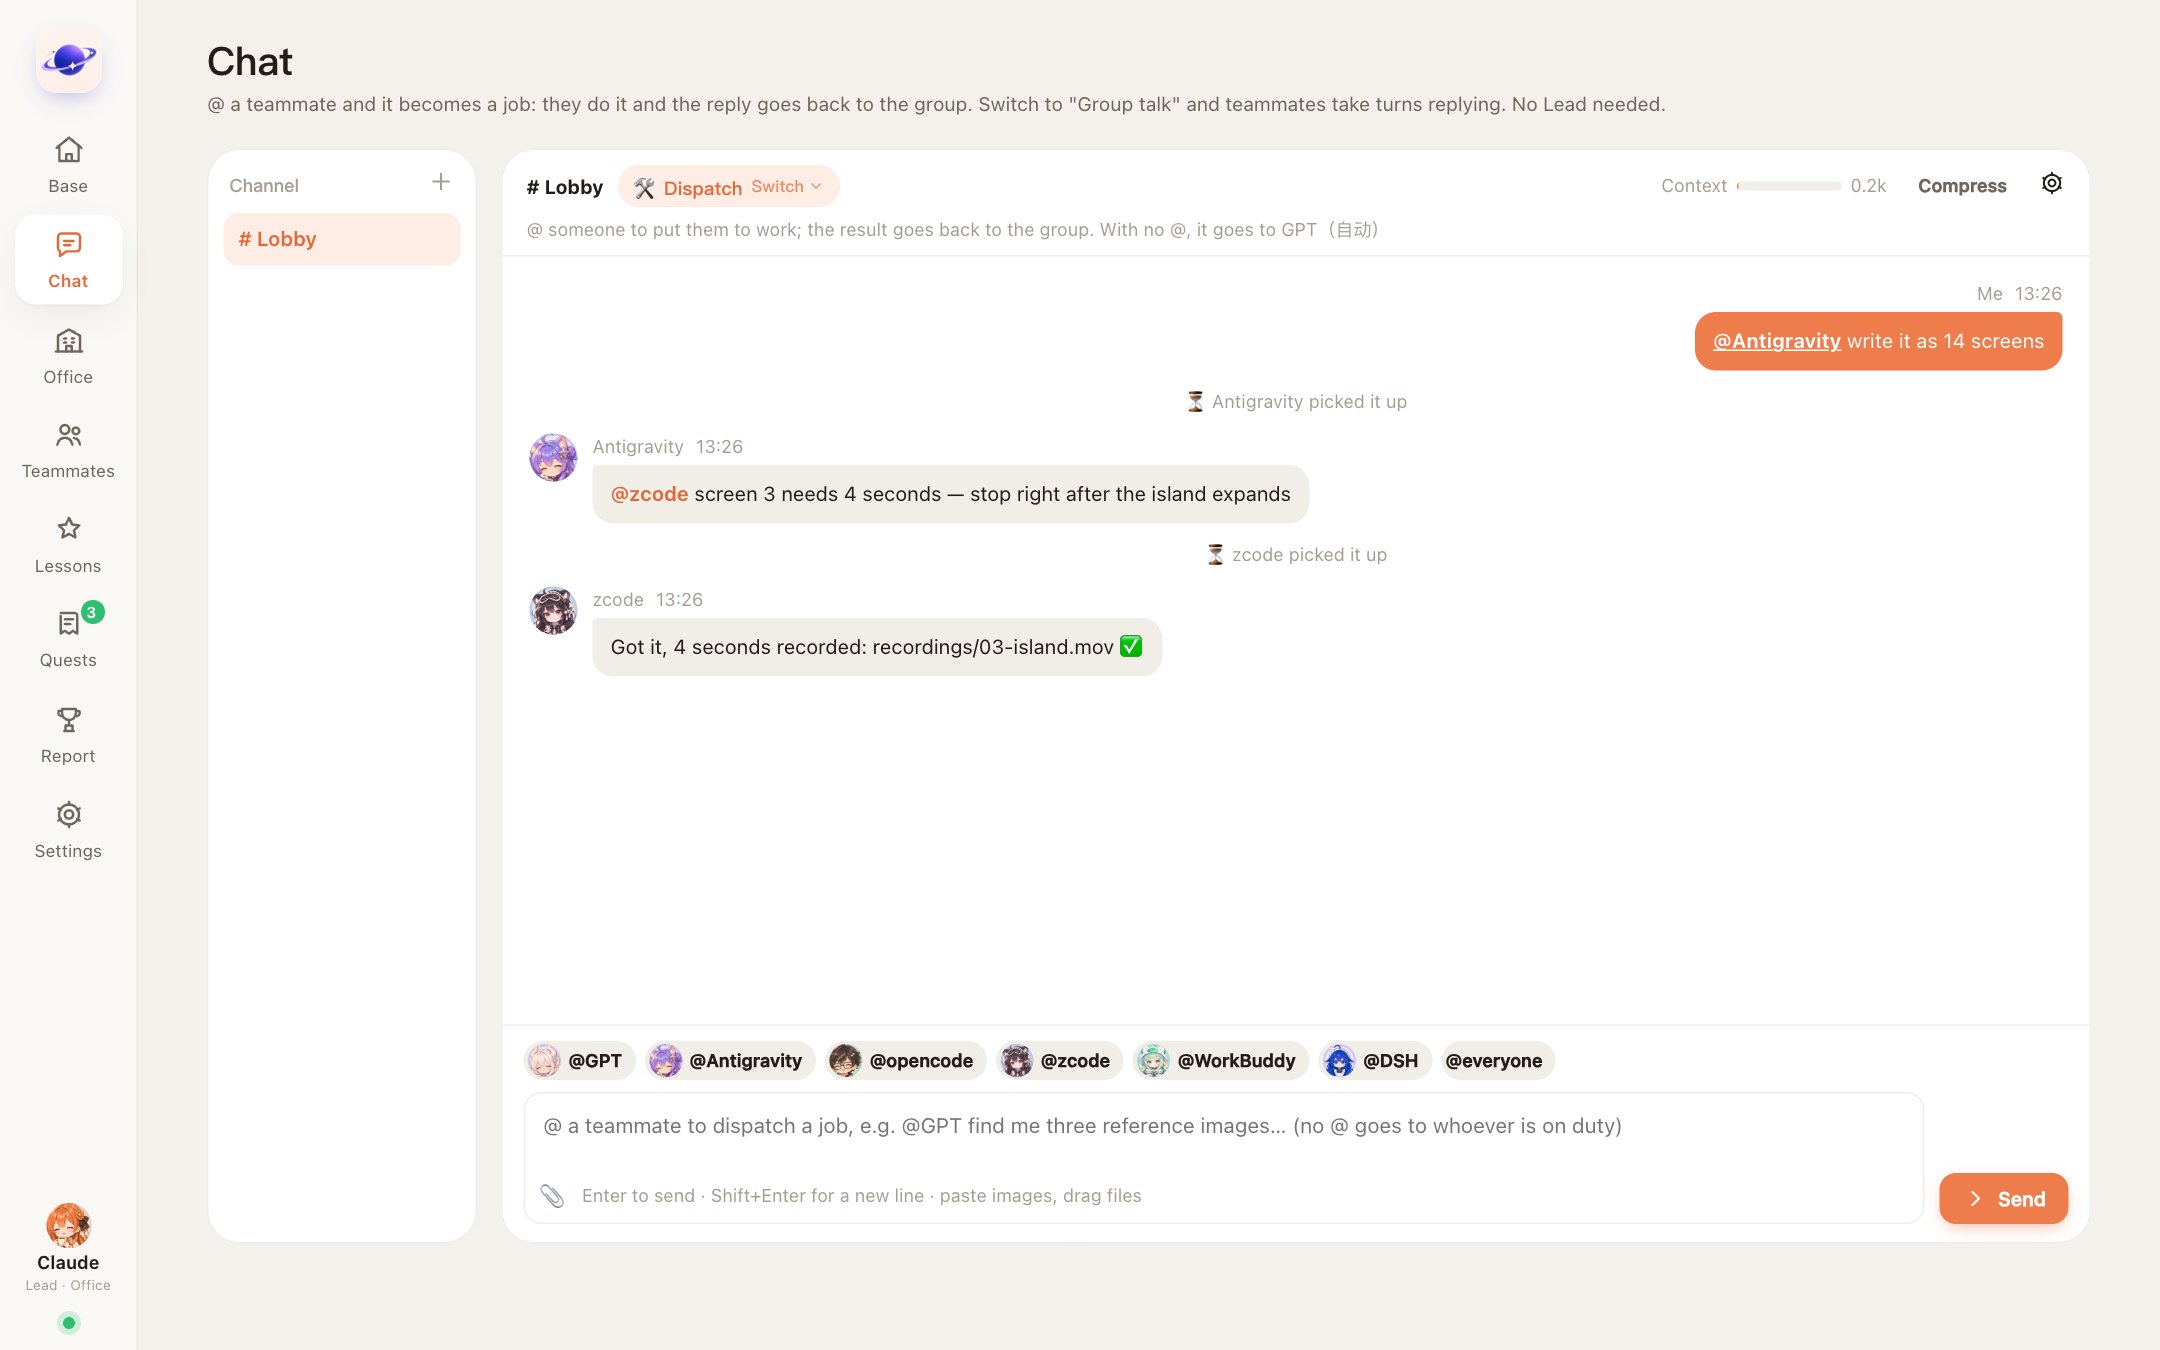 Base
Chat
Office
Teammates
Lessons
3
Quests
Report
Settings
Claude
Lead · Office
Chat
@ a teammate and it becomes a job: they do it and the reply goes back to the group. Switch to "Group talk" and teammates take turns replying. No Lead needed.
Channel
# Lobby
# Lobby Dispatch Switch
Context 0.2k Compress
@ someone to put them to work; the result goes back to the group. With no @, it goes to GPT（自动）
Me 13:26
@Antigravity write it as 14 screens
Antigravity picked it up
Antigravity 13:26
@zcode screen 3 needs 4 seconds — stop right after the island expands
zcode picked it up
zcode 13:26
Got it, 4 seconds recorded: recordings/03-island.mov ✅
@GPT @Antigravity @opencode @zcode @WorkBuddy @DSH @everyone
@ a teammate to dispatch a job, e.g. @GPT find me three reference images... (no @ goes to whoever is on duty)
Enter to send · Shift+Enter for a new line · paste images, drag files
Send